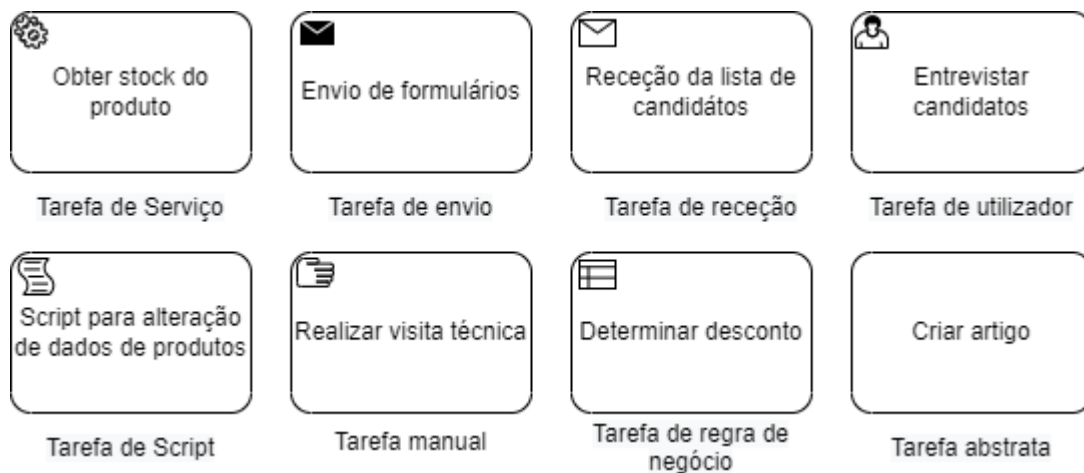 Obter stock do
produto
Envio de formulários
Receção da lista de
candidátos
Entrevistar
candidatos
Tarefa de Serviço
Tarefa de envio
Tarefa de receção
Tarefa de utilizador
Script para alteração
de dados de produtos
Realizar visita técnica
Determinar desconto
Criar artigo
Tarefa de Script
Tarefa manual
Tarefa de regra de
negócio
Tarefa abstrata